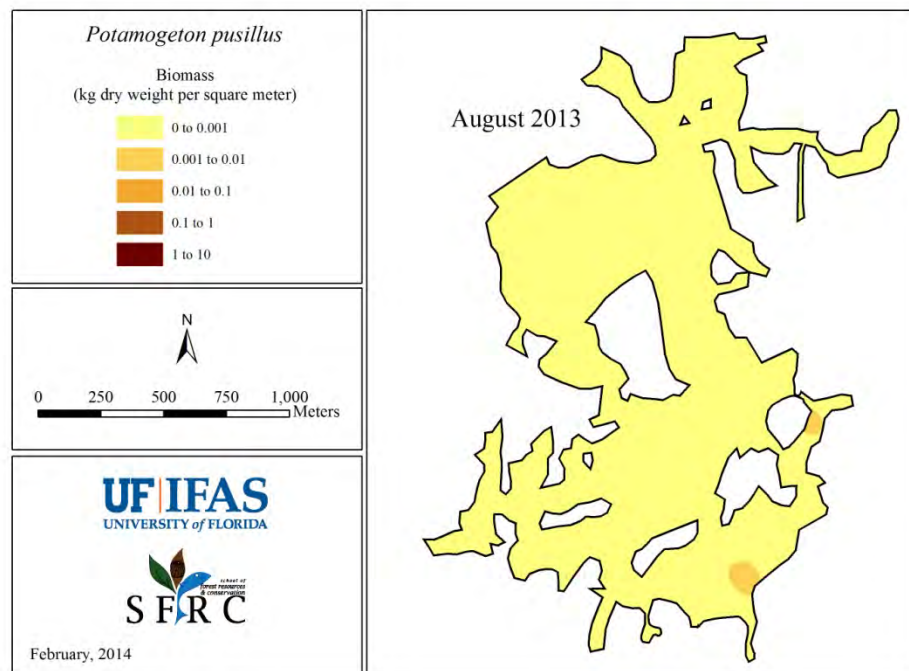 Potamogeton pusillus
Biomass
(kg dry weight per square meter)
0 to 0.001
0.001 to 0.01
0.01 to 0.1
0.1 to 1
1 to 10
N
0 250 500 750 1,000
Meters
UF|IFAS
UNIVERSITY of FLORIDA
school of
forest resources
& conservation
SFRC
February, 2014
August 2013